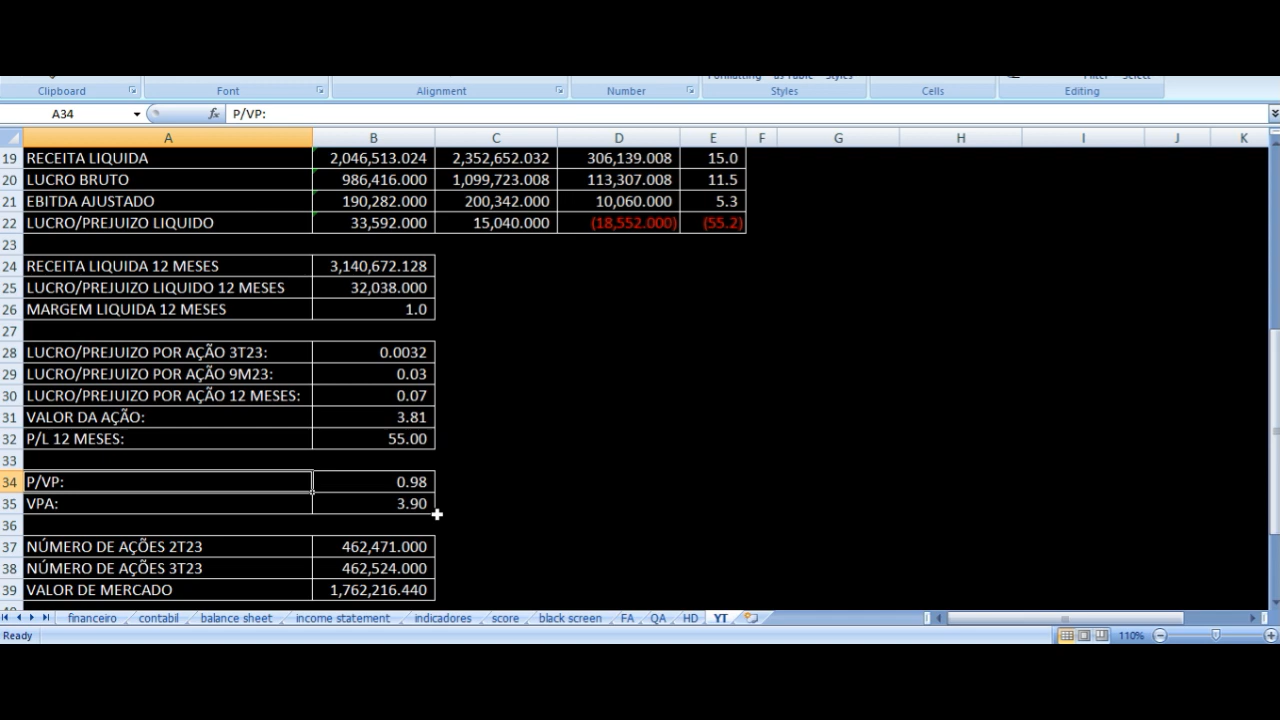 Formatting as Table Styles Filter Select
Clipboard Font Alignment Number Styles Cells Editing
A34 fx P/VP:
A B C D E F G H I J K
19 RECEITA LIQUIDA 2,046,513.024 2,352,652.032 306,139.008 15.0
20 LUCRO BRUTO 986,416.000 1,099,723.008 113,307.008 11.5
21 EBITDA AJUSTADO 190,282.000 200,342.000 10,060.000 5.3
22 LUCRO/PREJUIZO LIQUIDO 33,592.000 15,040.000 (18,552.000) (55.2)
23
24 RECEITA LIQUIDA 12 MESES 3,140,672.128
25 LUCRO/PREJUIZO LIQUIDO 12 MESES 32,038.000
26 MARGEM LIQUIDA 12 MESES 1.0
27
28 LUCRO/PREJUIZO POR AÇÃO 3T23: 0.0032
29 LUCRO/PREJUIZO POR AÇÃO 9M23: 0.03
30 LUCRO/PREJUIZO POR AÇÃO 12 MESES: 0.07
31 VALOR DA AÇÃO: 3.81
32 P/L 12 MESES: 55.00
33
34 P/VP: 0.98
35 VPA: 3.90
36
37 NÚMERO DE AÇÕES 2T23 462,471.000
38 NÚMERO DE AÇÕES 3T23 462,524.000
39 VALOR DE MERCADO 1,762,216.440
financeiro contabil balance sheet income statement indicadores score black screen FA QA HD YT
Ready 110%